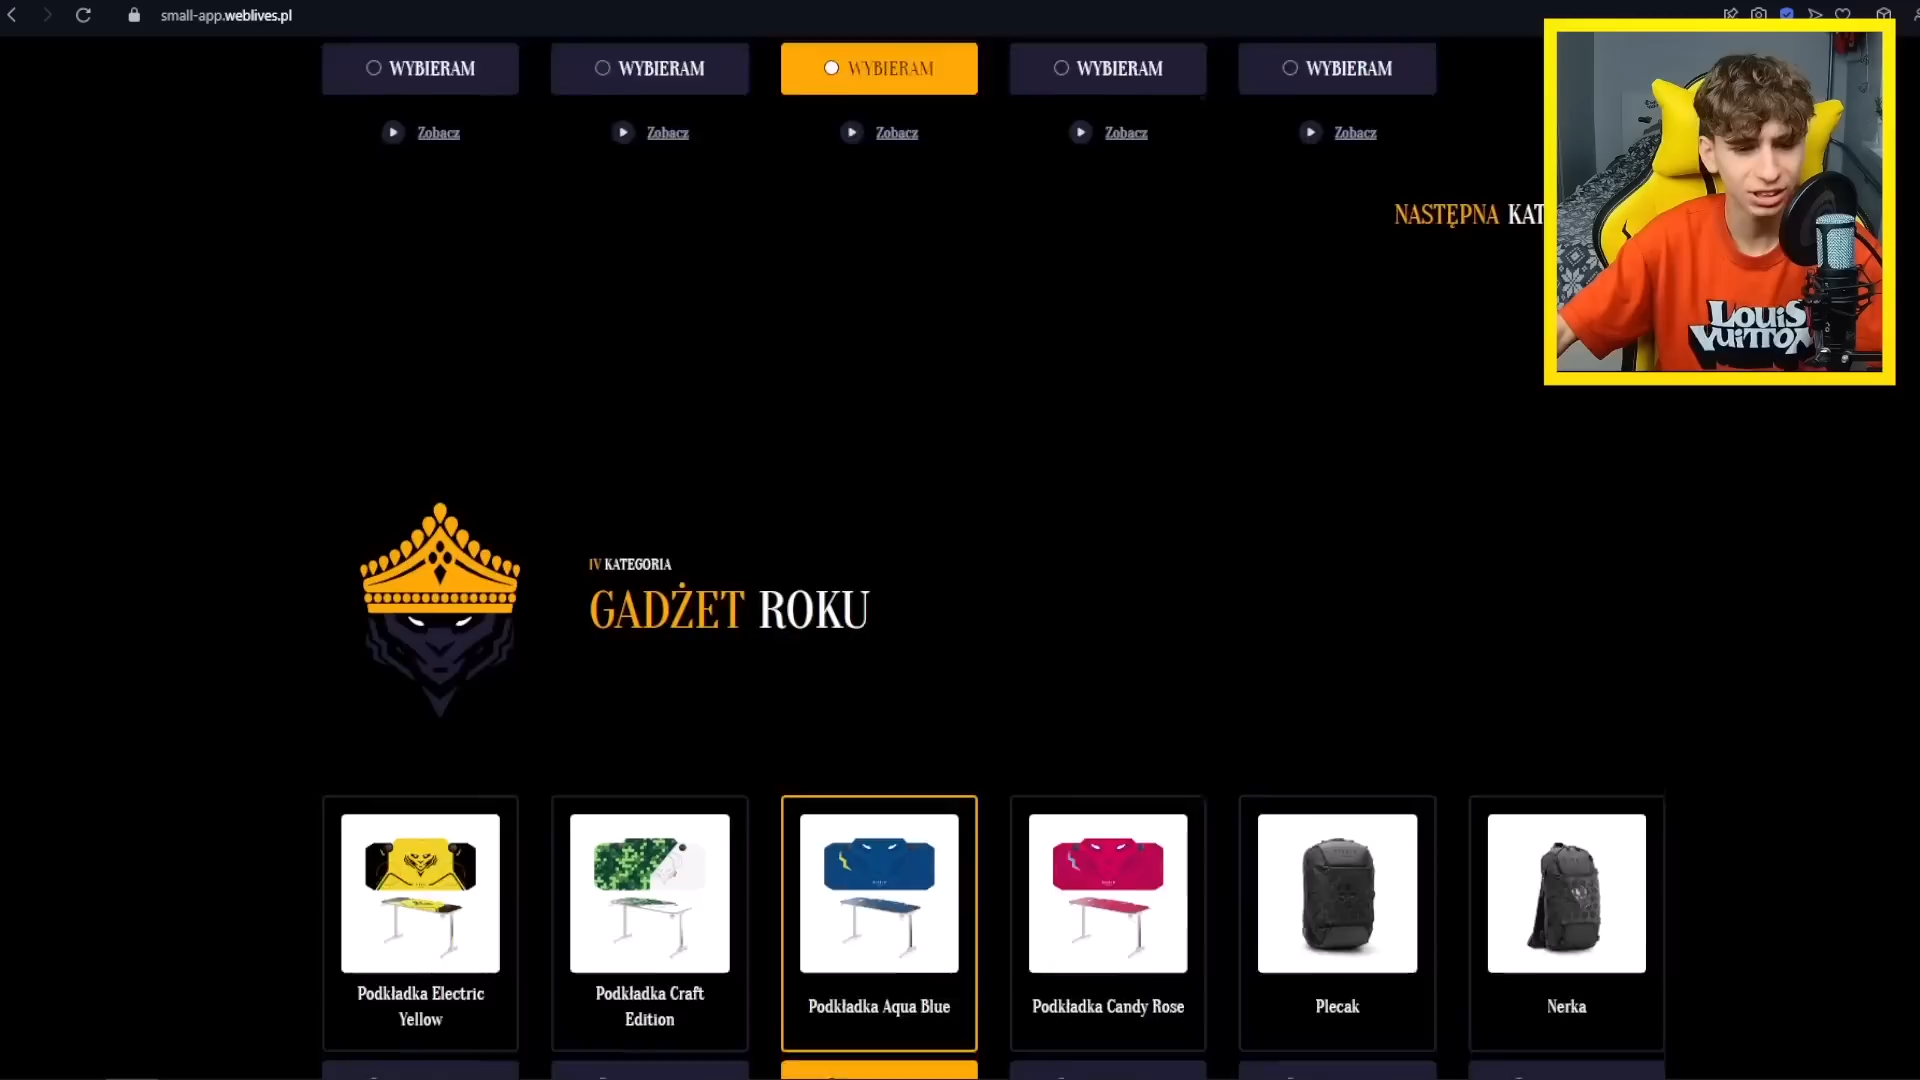 small-app.weblives.pl
WYBIERAM WYBIERAM WYBIERAM WYBIERAM WYBIERAM
Zobacz Zobacz Zobacz Zobacz Zobacz
NASTĘPNA KAT
LOUIS
VUITTON
IV KATEGORIA
GADŻET ROKU
Podkładka Electric
Yellow
Podkładka Craft
Edition
Podkładka Aqua Blue
Podkładka Candy Rose
Plecak
Nerka